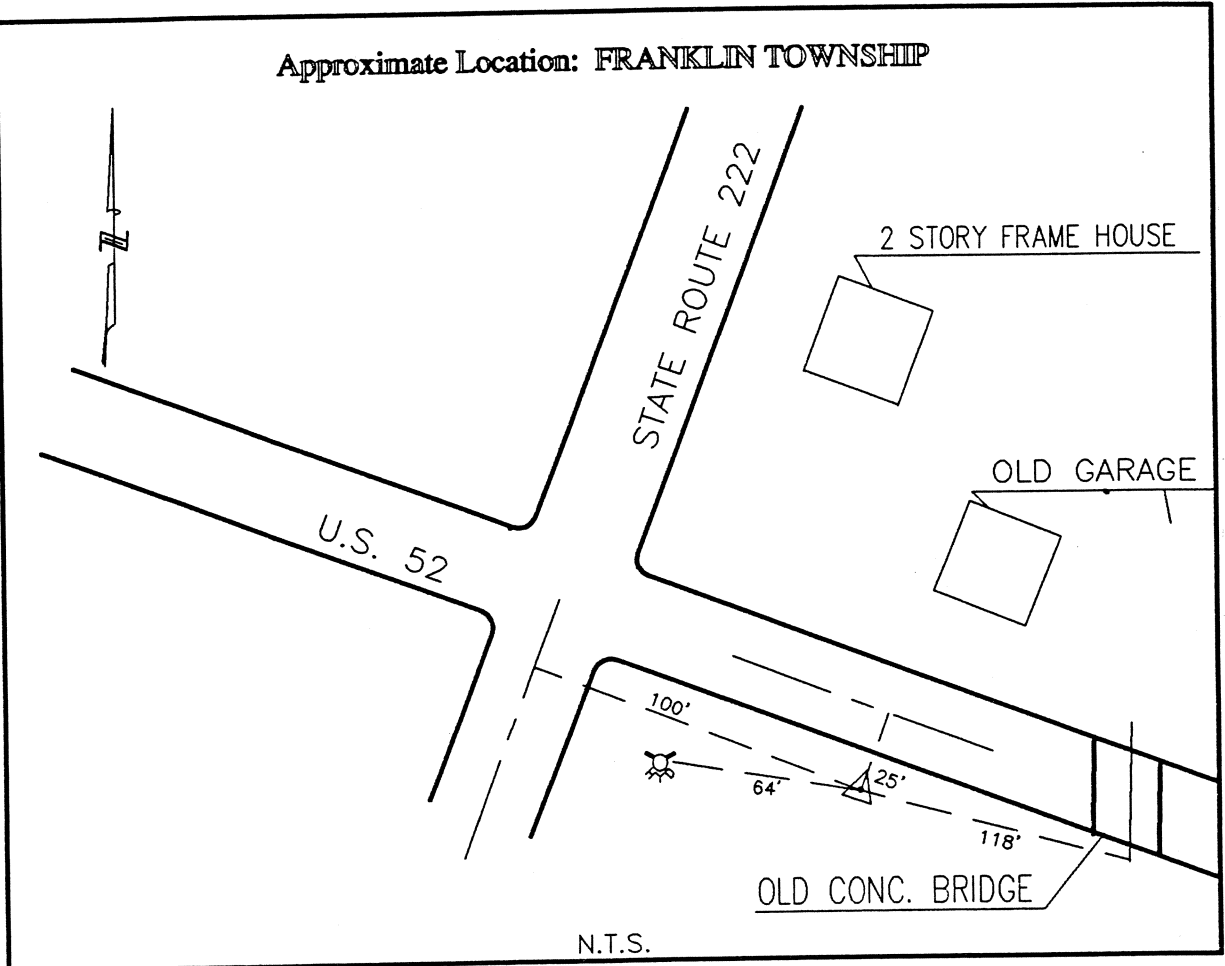 Approximate Location: FRANKLIN TOWNSHIP
N
STATE ROUTE 222
2 STORY FRAME HOUSE
OLD GARAGE
U.S. 52
100'
64'
25'
118'
OLD CONC. BRIDGE
N.T.S.